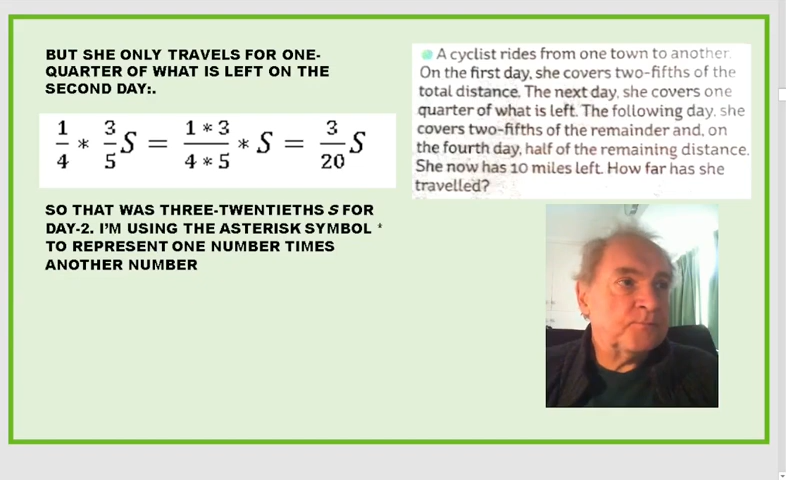 BUT SHE ONLY TRAVELS FOR ONE-
QUARTER OF WHAT IS LEFT ON THE
SECOND DAY:.
1/4 * 3/5 S = 1 * 3/4 * 5 * S = 3/20 S
SO THAT WAS THREE-TWENTIETHS S FOR
DAY-2. I'M USING THE ASTERISK SYMBOL *
TO REPRESENT ONE NUMBER TIMES
ANOTHER NUMBER
A cyclist rides from one town to another.
On the first day, she covers two-fifths of the
total distance. The next day, she covers one
quarter of what is left. The following day, she
covers two-fifths of the remainder and, on
the fourth day, half of the remaining distance.
She now has 10 miles left. How far has she
travelled?